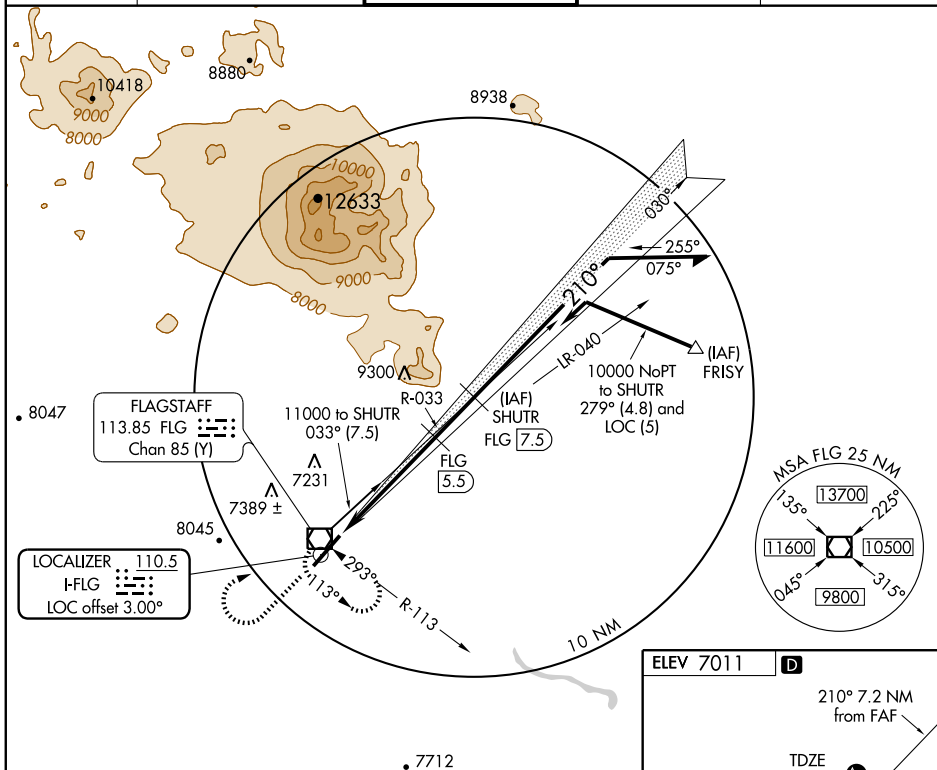 10418
9000
8000
8880
8938
10000
12633
9000
8000
030°
255°
075°
210°
LR-040
(IAF)
FRISY
10000 NoPT
to SHUTR
279° (4.8) and
LOC (5)
9300
R-033
(IAF)
SHUTR
FLG 7.5
11000 to SHUTR
033° (7.5)
FLG
5.5
8047
FLAGSTAFF
113.85 FLG
Chan 85 (Y)
7231
7389 ±
8045
LOCALIZER 110.5
I-FLG
LOC offset 3.00°
293°
113°
R-113
10 NM
MSA FLG 25 NM
135°
13700
225°
11600
10500
045°
9800
315°
ELEV 7011
D
210° 7.2 NM
from FAF
TDZE
7712